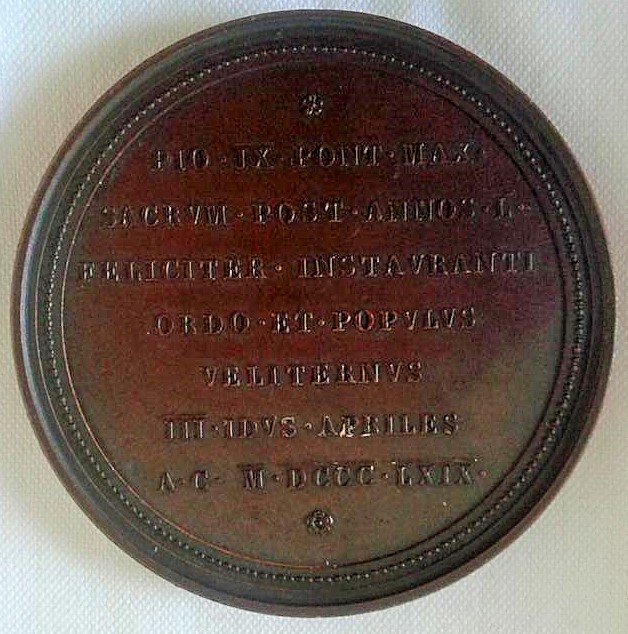 PIO · IX · PONT · MAX ·
SACRVM · POST · ANNOS · L ·
FELICITER · INSTAVRANTI
ORDO · ET · POPVLVS
VELITERNVS
III · IDVS · APRILES
A · C · M · DCCC · LXIX ·